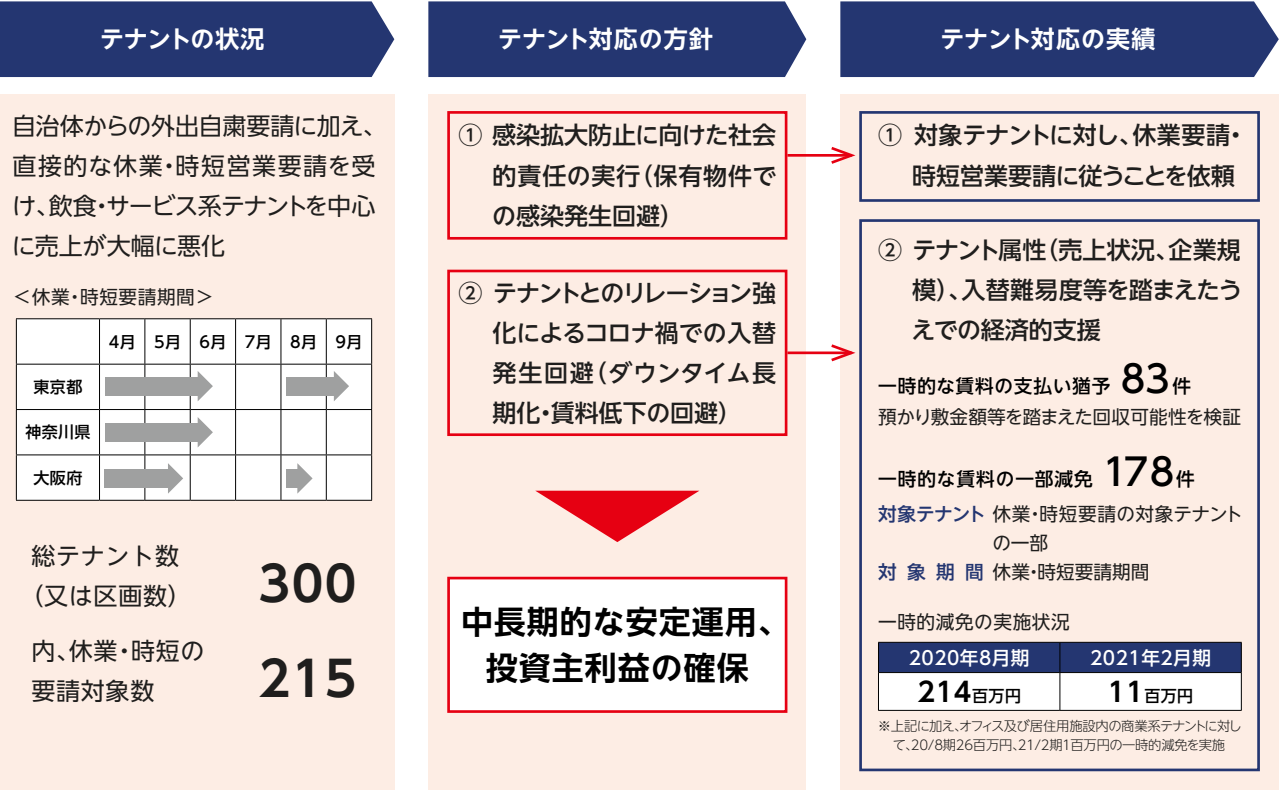 テナントの状況
自治体からの外出自粛要請に加え、
直接的な休業・時短営業要請を受
け、飲食・サービス系テナントを中心
に売上が大幅に悪化
＜休業・時短要請期間＞
4月 5月 6月 7月 8月 9月
東京都
神奈川県
大阪府
総テナント数
（又は区画数） 300
内、休業・時短の
要請対象数 215
テナント対応の方針
① 感染拡大防止に向けた社会
的責任の実行（保有物件で
の感染発生回避）
② テナントとのリレーション強
化によるコロナ禍での入替
発生回避（ダウンタイム長
期化・賃料低下の回避）
中長期的な安定運用、
投資主利益の確保
テナント対応の実績
① 対象テナントに対し、休業要請・
時短営業要請に従うことを依頼
② テナント属性（売上状況、企業規
模）、入替難易度等を踏まえたう
えでの経済的支援
一時的な賃料の支払い猶予 83件
預かり敷金額等を踏まえた回収可能性を検証
一時的な賃料の一部減免 178件
対象テナント 休業・時短要請の対象テナント
の一部
対象期間 休業・時短要請期間
一時的減免の実施状況
2020年8月期 2021年2月期
214百万円 11百万円
※上記に加え、オフィス及び居住用施設内の商業系テナントに対し
て、20/8期26百万円、21/2期1百万円の一時的減免を実施